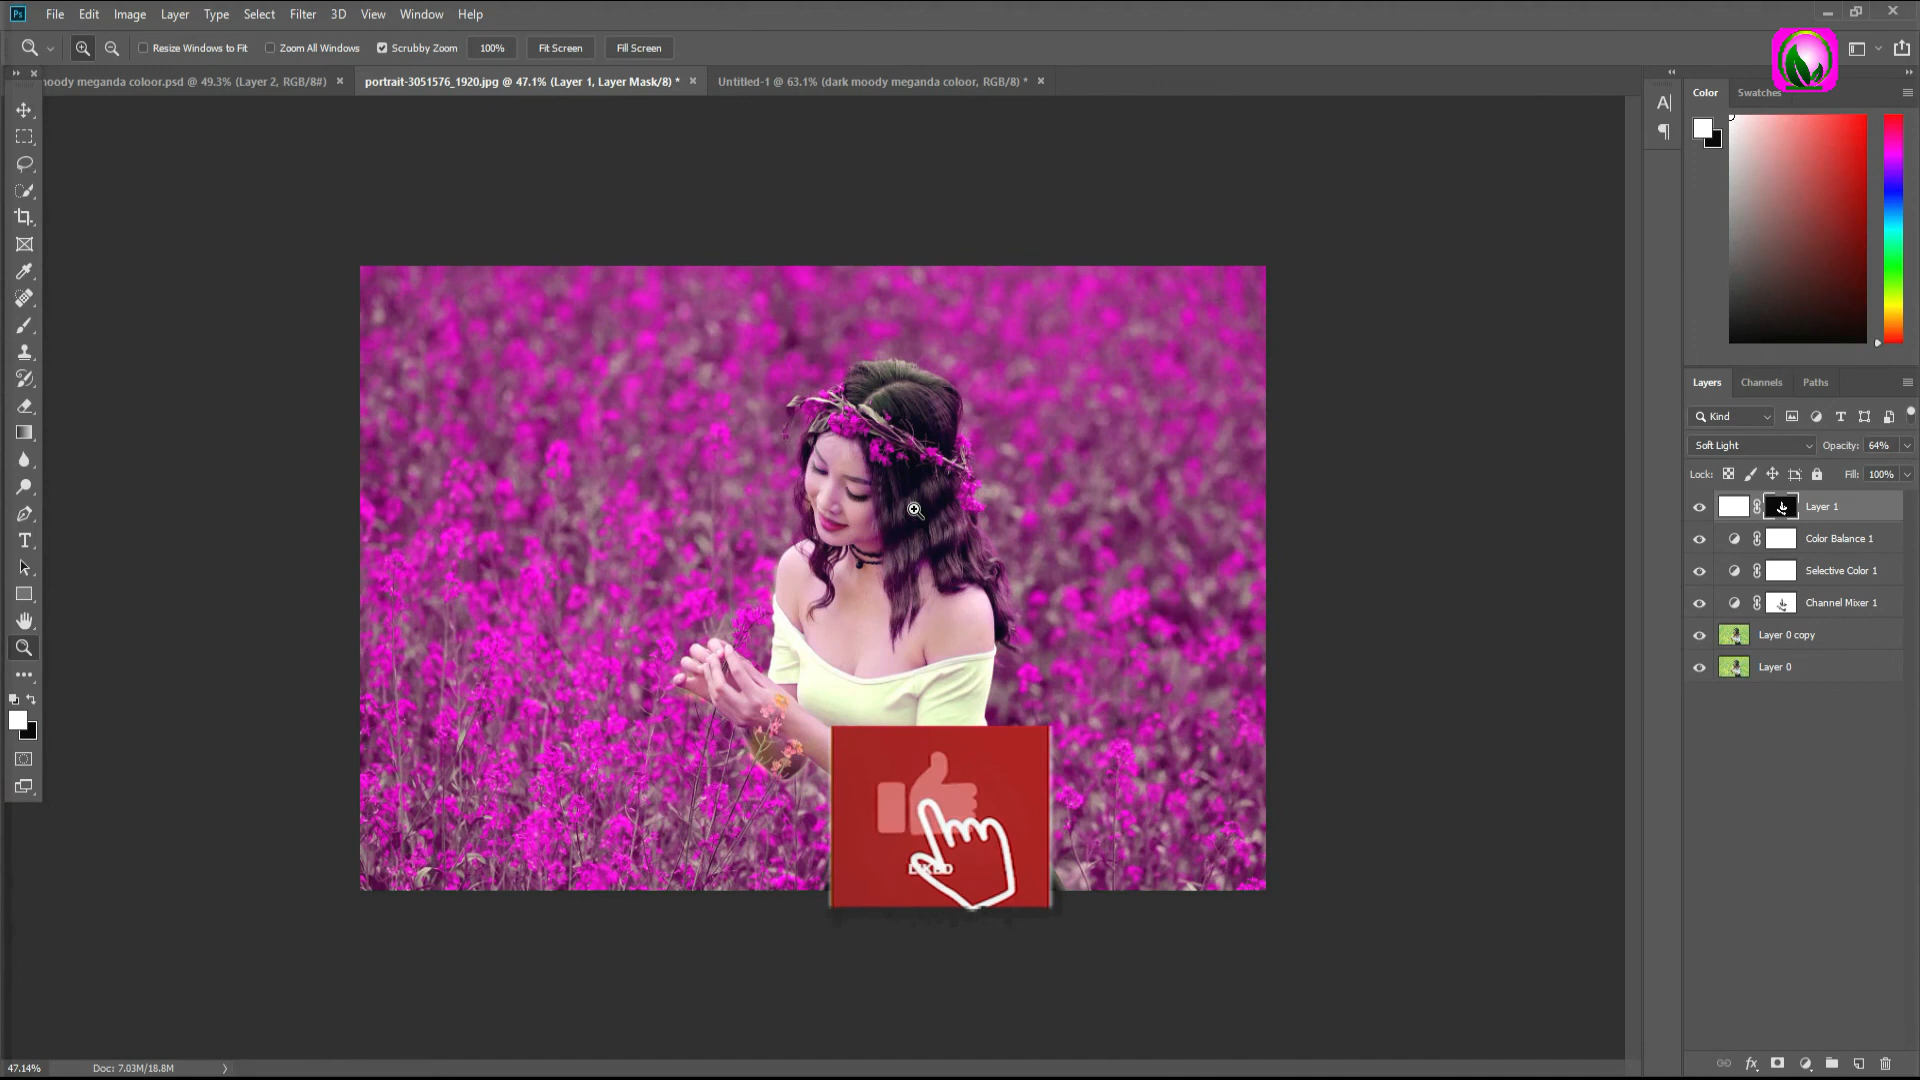 Ps File Edit Image Layer Type Select Filter 3D View Window Help
Resize Windows to Fit Zoom All Windows Scrubby Zoom 100% Fit Screen Fill Screen
oody meganda coloor.psd @ 49.3% (Layer 2, RGB/8#) × portrait-3051576_1920.jpg @ 47.1% (Layer 1, Layer Mask/8) * × Untitled-1 @ 63.1% (dark moody meganda coloor, RGB/8) * ×
Color Swatches
Layers Channels Paths
Kind
Soft Light Opacity: 64%
Lock: Fill: 100%
Layer 1
Color Balance 1
Selective Color 1
Channel Mixer 1
Layer 0 copy
Layer 0
LIKED
47.14% Doc: 7.03M/18.8M